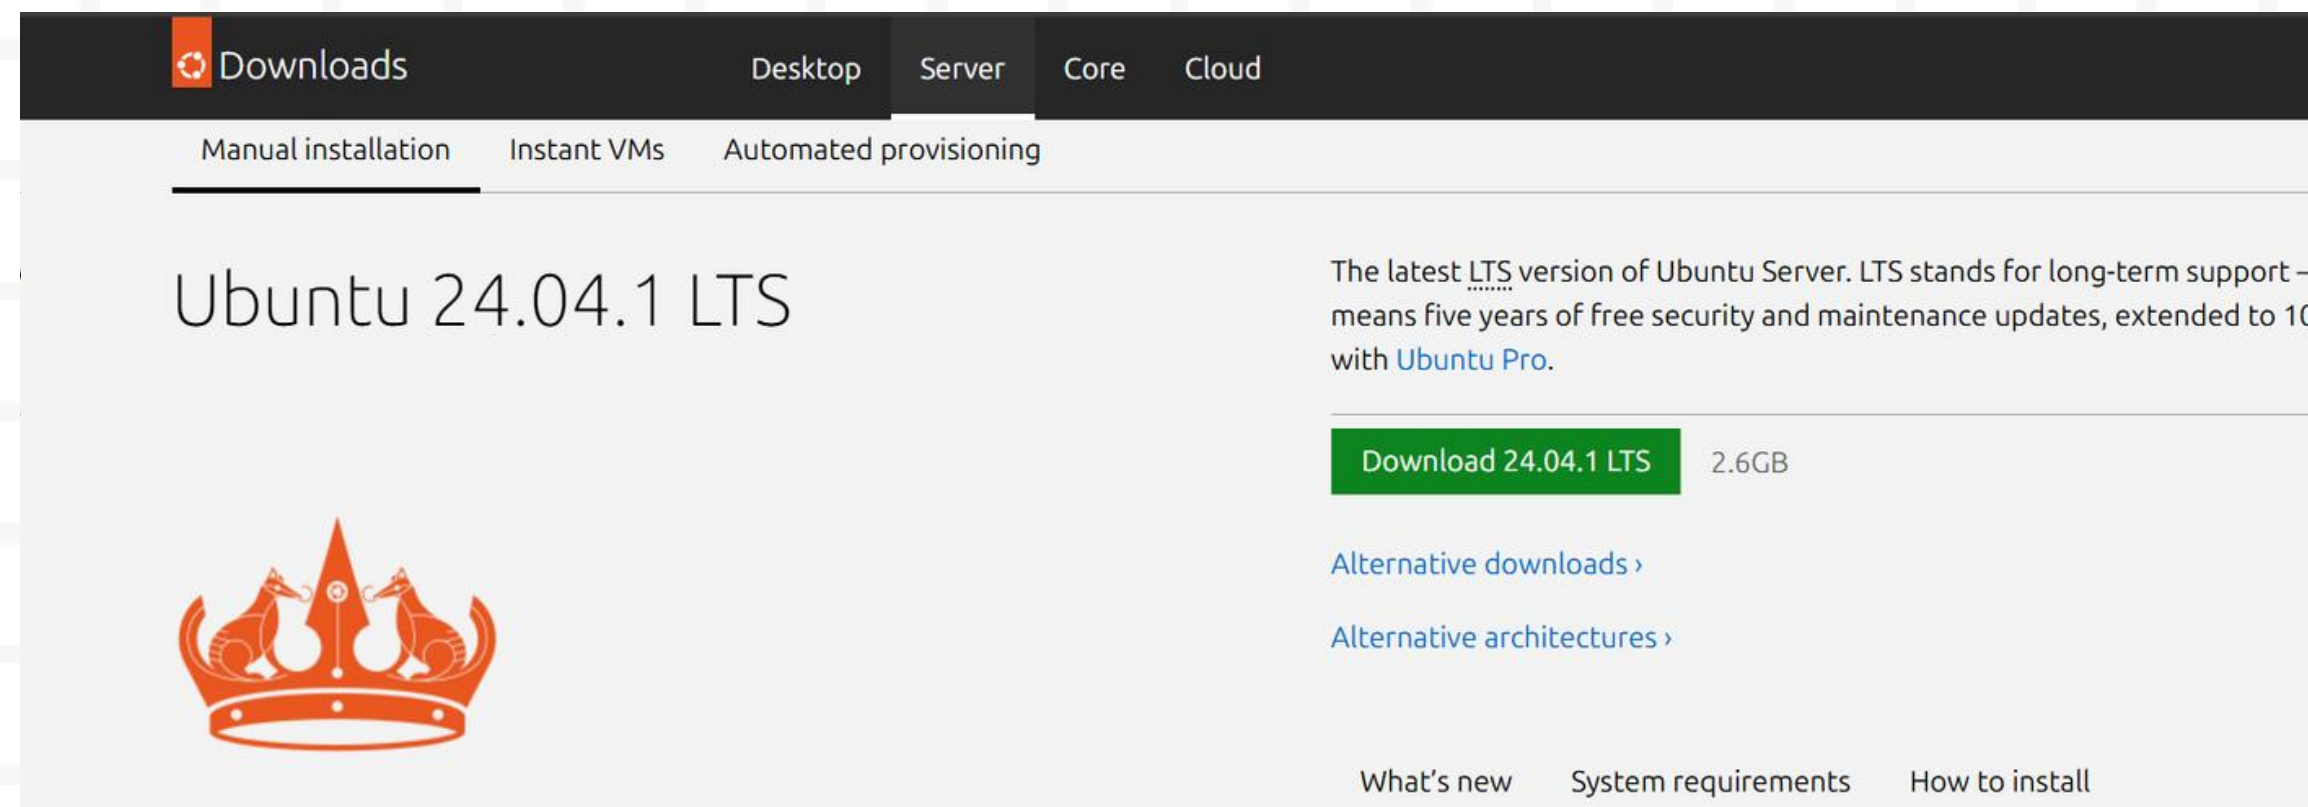 Downloads
Desktop Server Core Cloud
Manual installation Instant VMs Automated provisioning
Ubuntu 24.04.1 LTS
The latest LTS version of Ubuntu Server. LTS stands for long-term support –
means five years of free security and maintenance updates, extended to 10
with Ubuntu Pro.
Download 24.04.1 LTS 2.6GB
Alternative downloads ›
Alternative architectures ›
What's new System requirements How to install